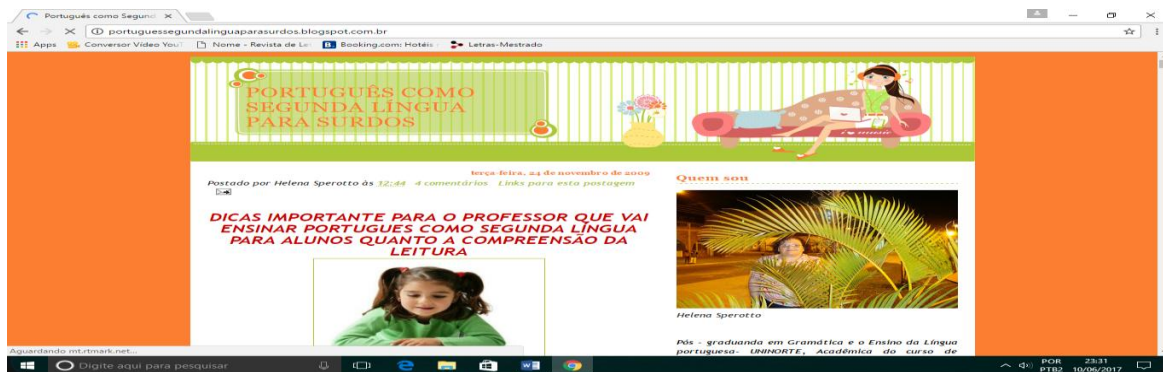 Português como Segund
portuguessegundalinguaparasurdos.blogspot.com.br
Apps Conversor Vídeo You Nome - Revista de Le Booking.com: Hotéis Letras-Mestrado
PORTUGUÊS COMO
SEGUNDA LÍNGUA
PARA SURDOS
I ♥ music
terça-feira, 24 de novembro de 2009
Postado por Helena Sperotto às 12:44 4 comentários Links para esta postagem
DICAS IMPORTANTE PARA O PROFESSOR QUE VAI
ENSINAR PORTUGUES COMO SEGUNDA LÍNGUA
PARA ALUNOS QUANTO A COMPREENSÃO DA
LEITURA
Quem sou
Helena Sperotto
Pós - graduanda em Gramática e o Ensino da Língua
portuguesa- UNINORTE, Acadêmica do curso de
Aguardando mt.rtmark.net...
Digite aqui para pesquisar
POR 23:31
PTB2 10/06/2017